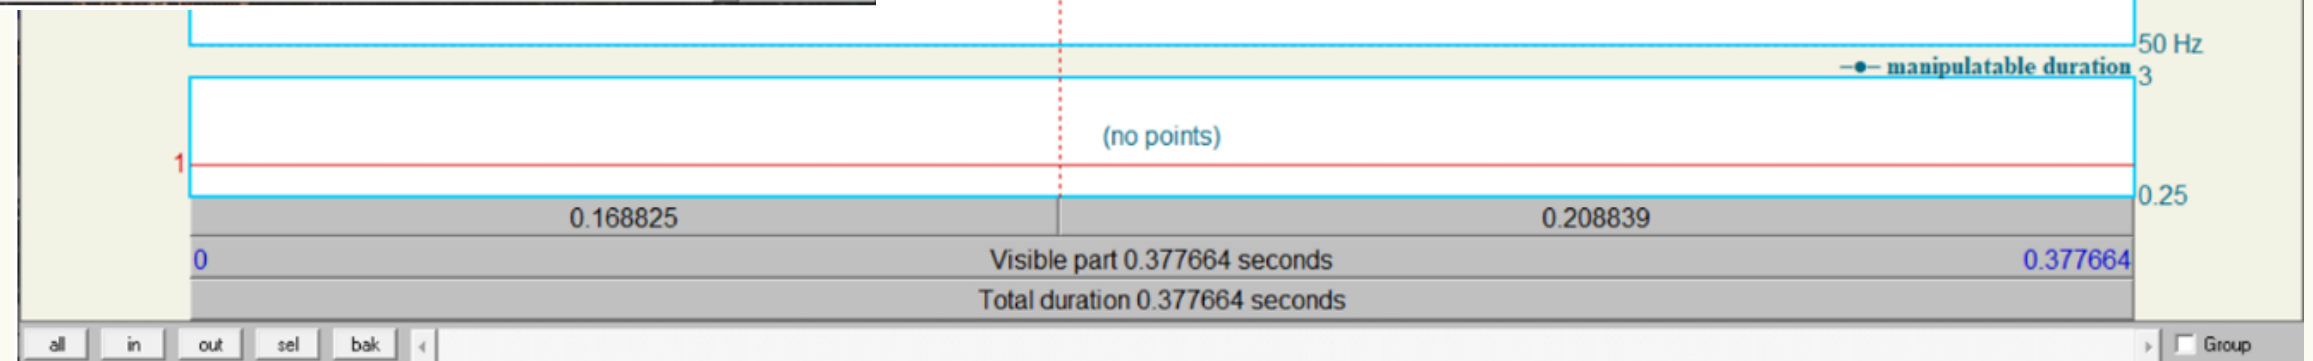 50 Hz
manipulatable duration
3
(no points)
1
0.25
0.168825 0.208839
0 Visible part 0.377664 seconds 0.377664
Total duration 0.377664 seconds
all in out sel bak Group